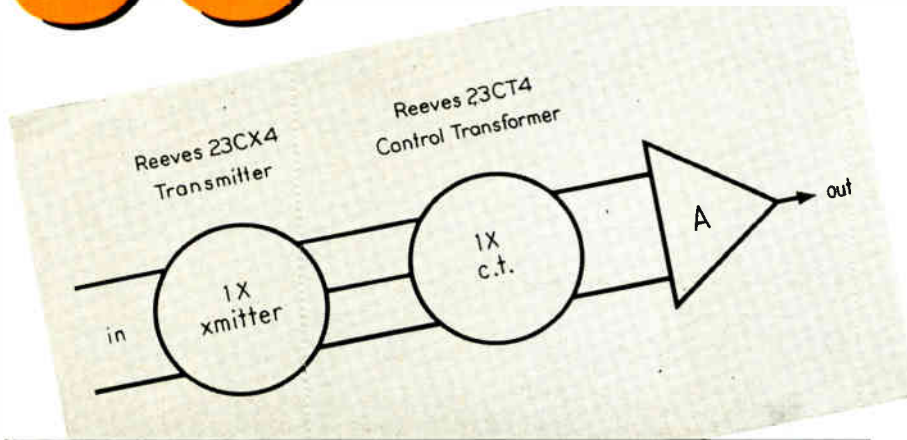 Reeves 23CX4
Transmitter
Reeves 23CT4
Control Transformer
in
1X
xmitter
1X
c.t.
A
out